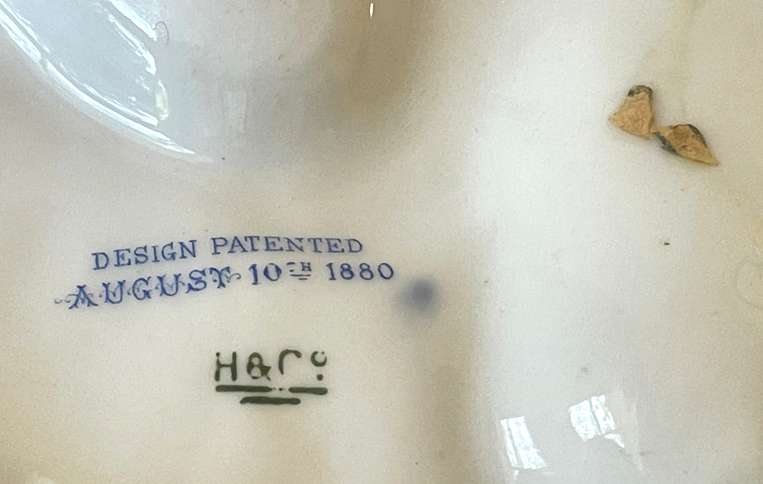 DESIGN PATENTED
AUGUST 10TH 1880
H&Co